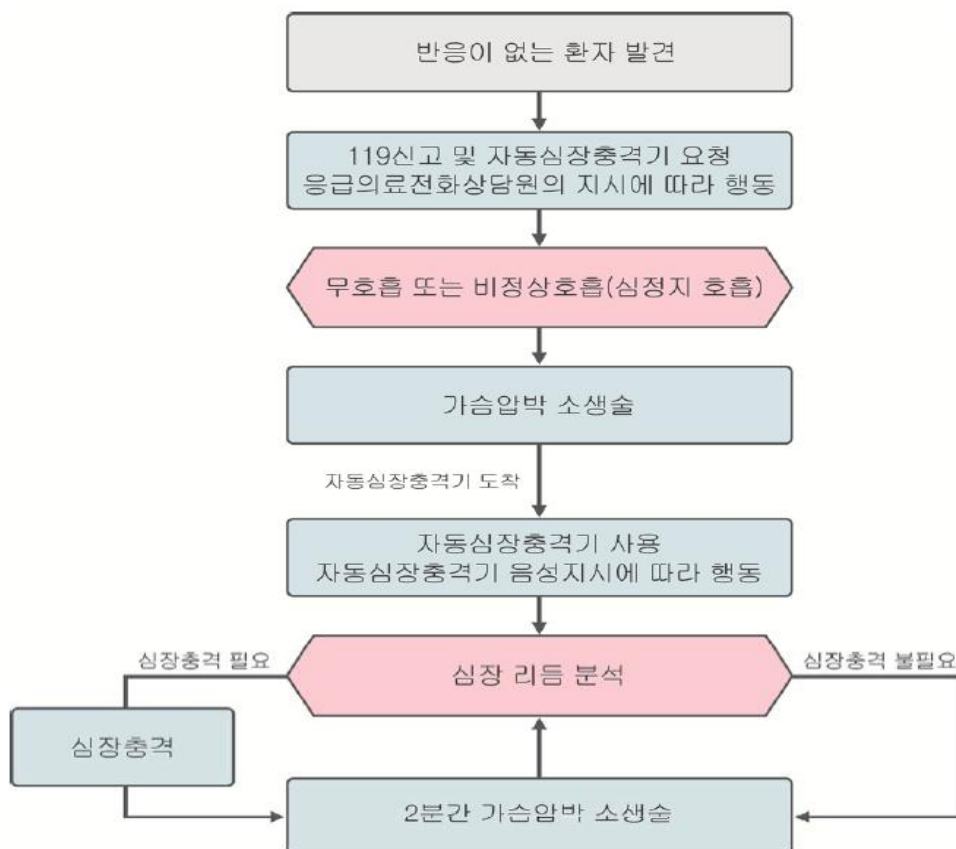 반응이 없는 환자 발견
119신고 및 자동심장충격기 요청
응급의료전화상담원의 지시에 따라 행동
무호흡 또는 비정상호흡(심정지 호흡)
가슴압박 소생술
자동심장충격기 도착
자동심장충격기 사용
자동심장충격기 음성지시에 따라 행동
심장충격 필요
심장 리듬 분석
심장충격 불필요
심장충격
2분간 가슴압박 소생술